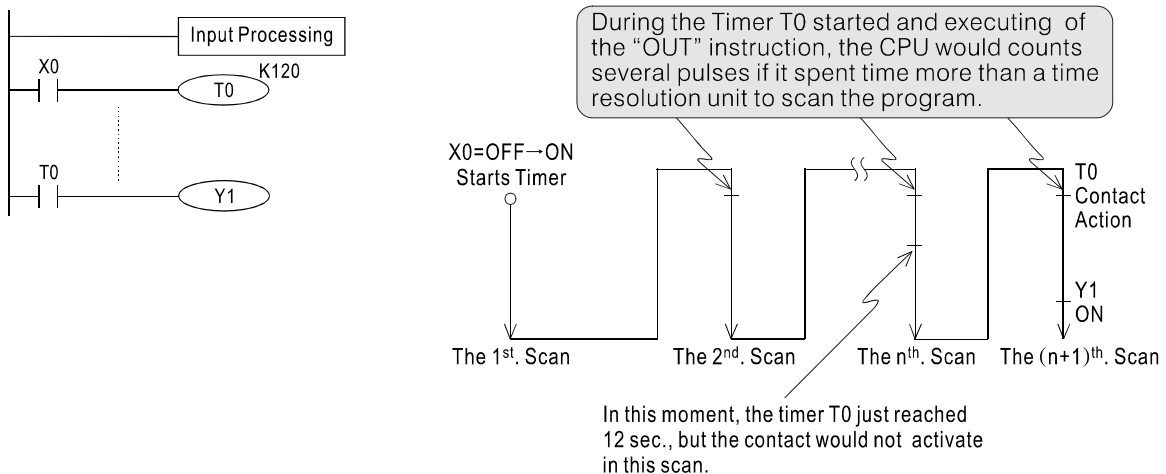 Input Processing
X0
K120
T0
T0
Y1
During the Timer T0 started and executing of
the “OUT” instruction, the CPU would counts
several pulses if it spent time more than a time
resolution unit to scan the program.
X0=OFF→ON
Starts Timer
T0
Contact
Action
Y1
ON
The 1st. Scan
The 2nd. Scan
The nth. Scan
The (n+1)th. Scan
In this moment, the timer T0 just reached
12 sec., but the contact would not activate
in this scan.